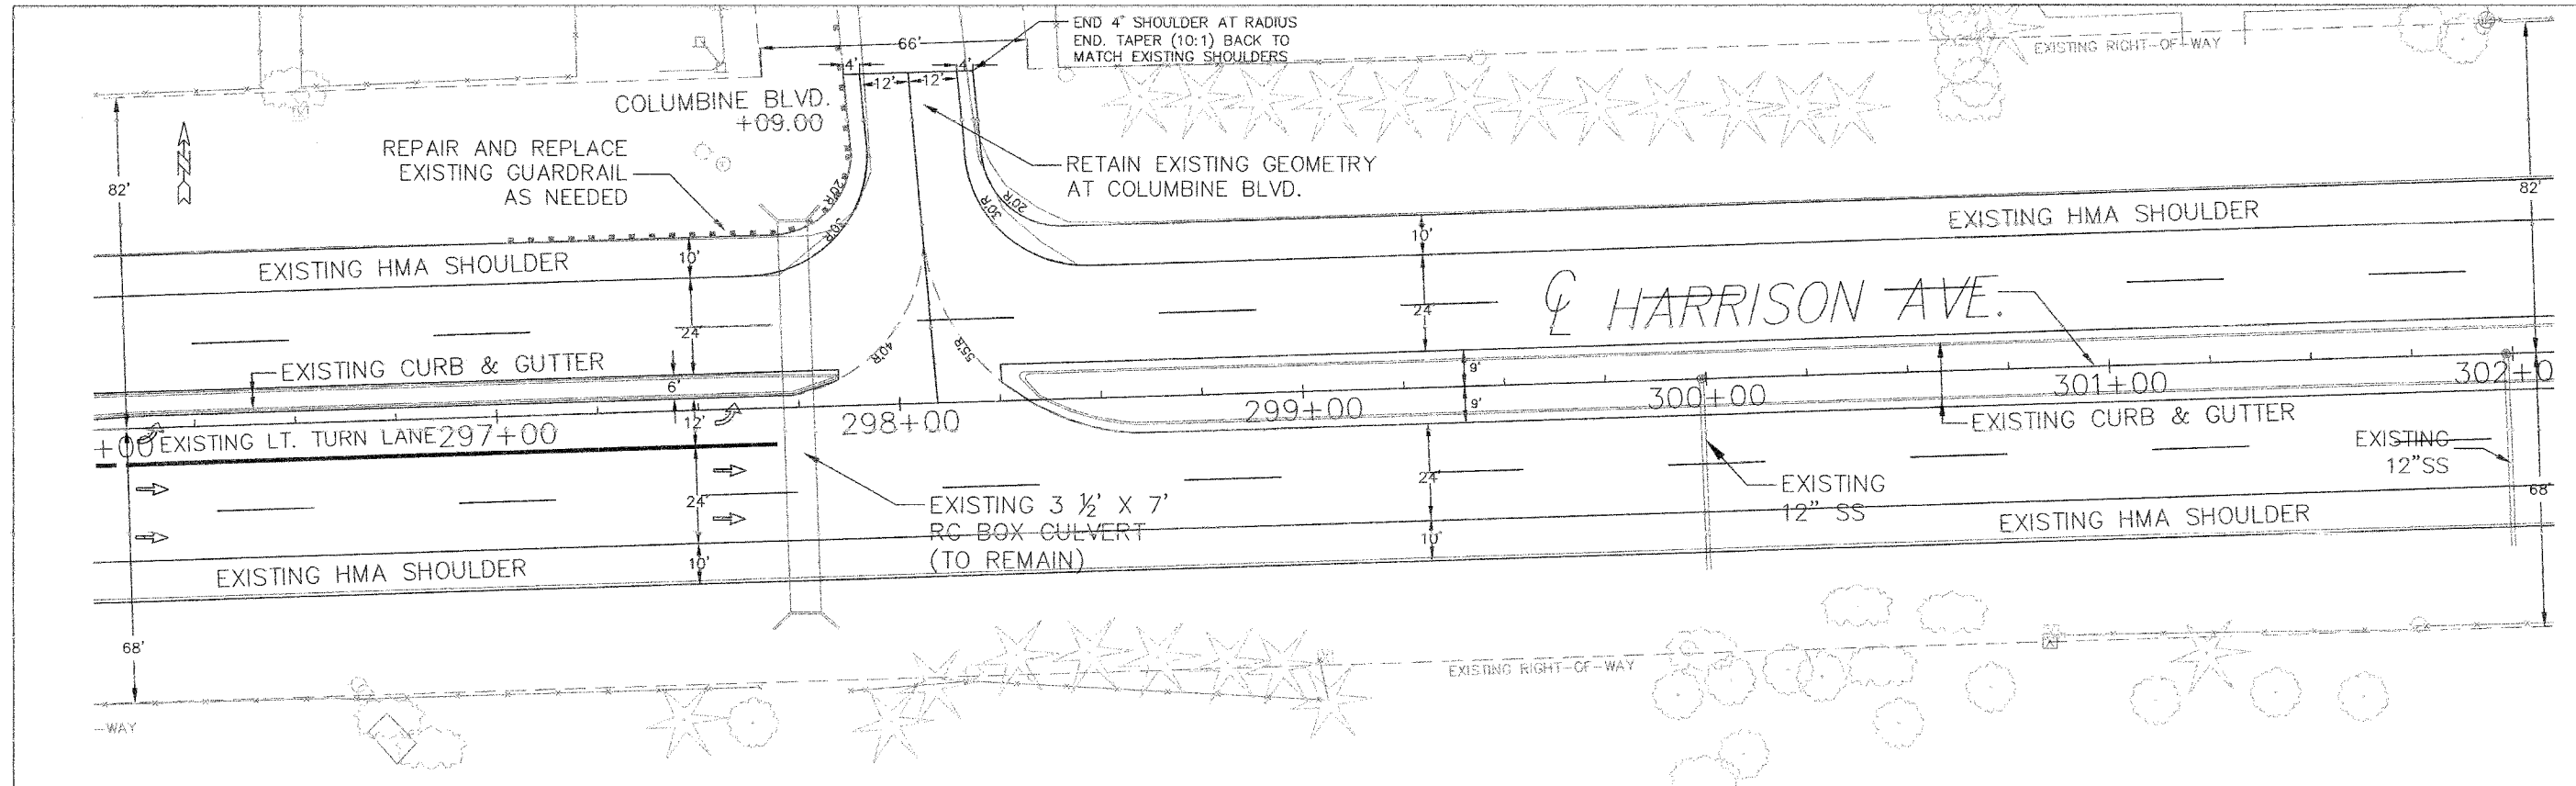 END 4' SHOULDER AT RADIUS
END. TAPER (10:1) BACK TO
MATCH EXISTING SHOULDERS
66'
4'
4'
12'
12'
EXISTING RIGHT-OF-WAY
COLUMBINE BLVD.
+09.00
REPAIR AND REPLACE
EXISTING GUARDRAIL
AS NEEDED
RETAIN EXISTING GEOMETRY
AT COLUMBINE BLVD.
82'
82'
N
20'R
30'R
30'R
20'R
EXISTING HMA SHOULDER
10'
EXISTING HMA SHOULDER
10'
24'
24'
℄ HARRISON AVE.
40'R
55'R
EXISTING CURB & GUTTER
6'
12'
9'
9'
+00
EXISTING LT. TURN LANE
297+00
298+00
299+00
300+00
301+00
302+0
EXISTING CURB & GUTTER
EXISTING
12"SS
24'
24'
EXISTING 3 ½' X 7'
RC BOX CULVERT
(TO REMAIN)
EXISTING
12" SS
68'
EXISTING HMA SHOULDER
10'
10'
EXISTING HMA SHOULDER
68'
EXISTING RIGHT-OF-WAY
-WAY